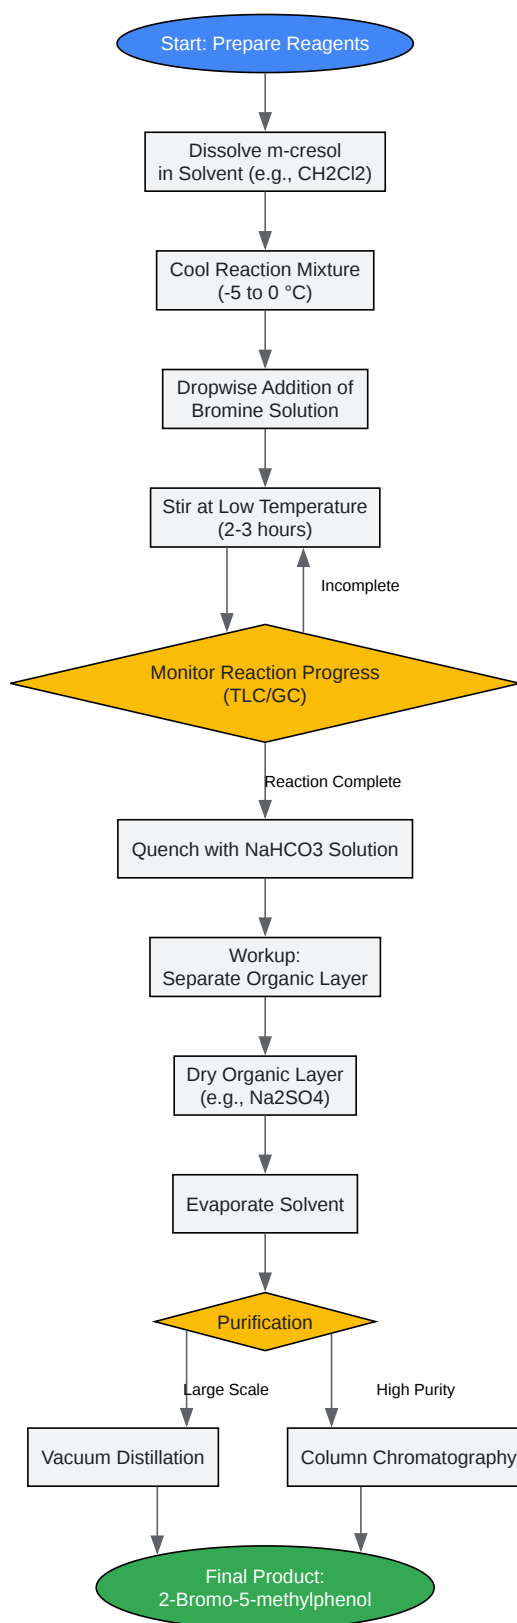 Start: Prepare Reagents
Dissolve m-cresol
in Solvent (e.g., CH2Cl2)
Cool Reaction Mixture
(-5 to 0 °C)
Dropwise Addition of
Bromine Solution
Stir at Low Temperature
(2-3 hours)
Incomplete
Monitor Reaction Progress
(TLC/GC)
Reaction Complete
Quench with NaHCO3 Solution
Workup:
Separate Organic Layer
Dry Organic Layer
(e.g., Na2SO4)
Evaporate Solvent
Purification
Large Scale
High Purity
Vacuum Distillation
Column Chromatography
Final Product:
2-Bromo-5-methylphenol